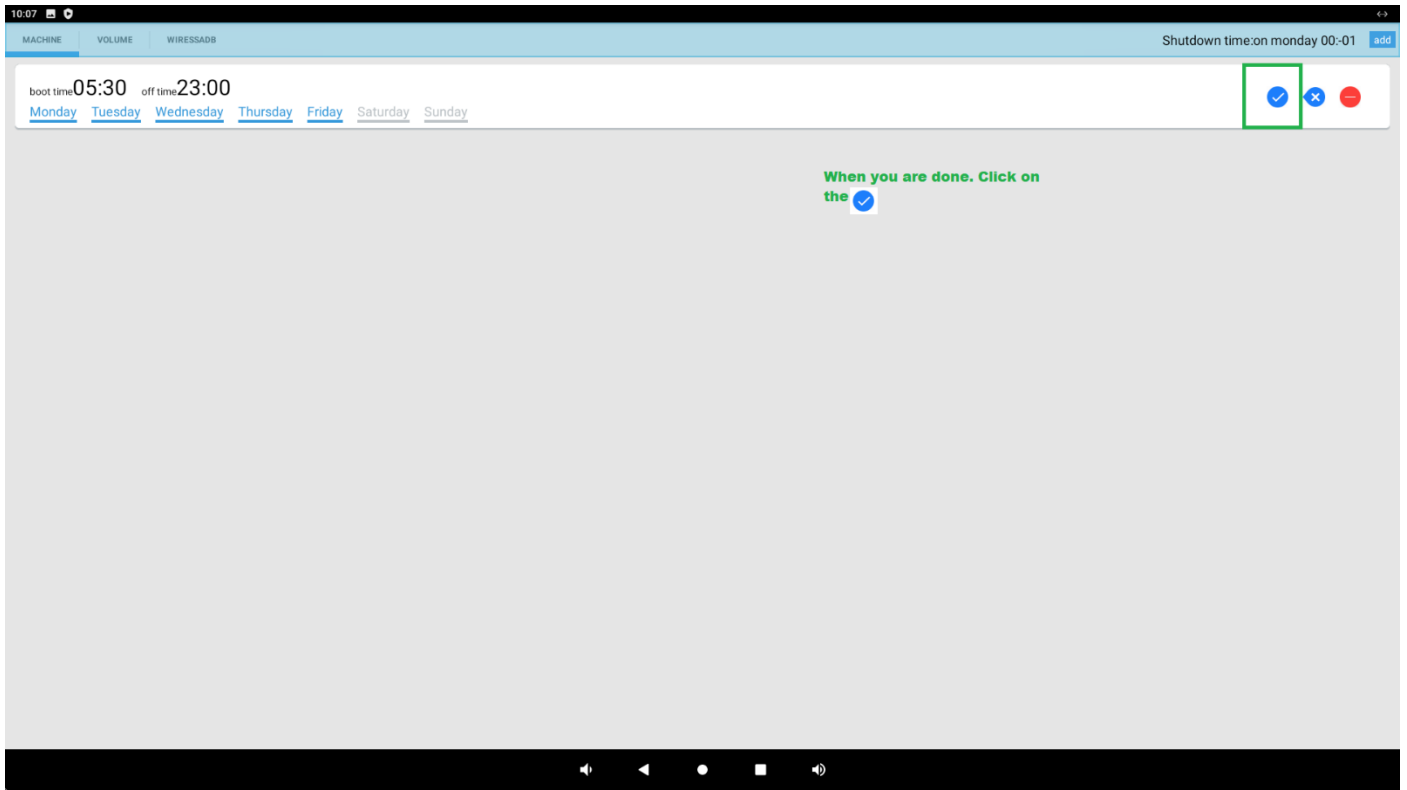 10:07
MACHINE VOLUME WIRESSADB Shutdown time:on monday 00:-01 add
boot time05:30 off time23:00
Monday Tuesday Wednesday Thursday Friday Saturday Sunday
When you are done. Click on
the